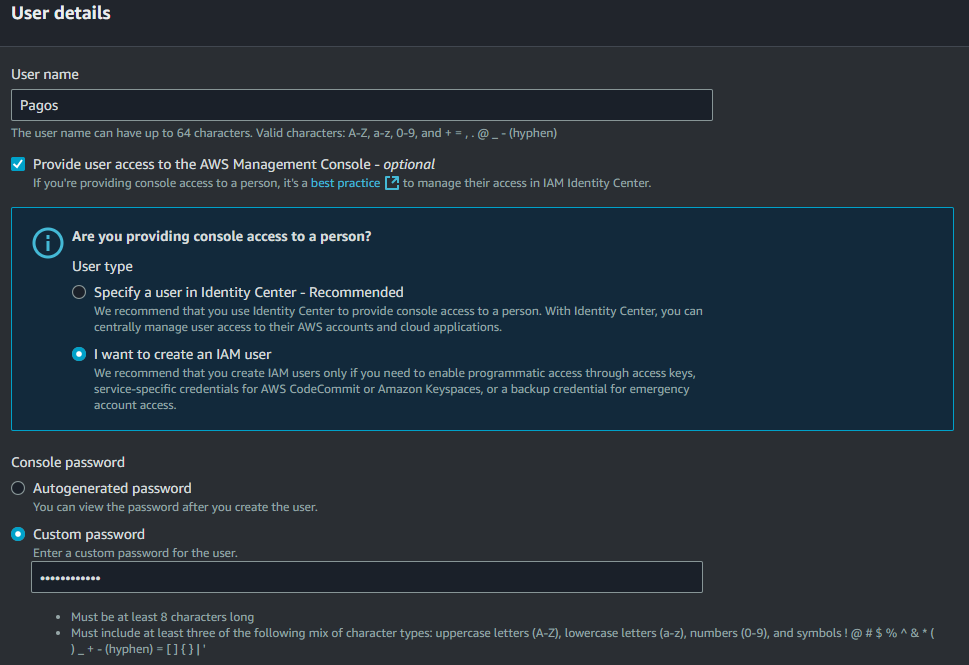 User details
User name
Pagos
The user name can have up to 64 characters. Valid characters: A-Z, a-z, 0-9, and + = , . @ _ - (hyphen)
Provide user access to the AWS Management Console - optional
If you're providing console access to a person, it's a best practice to manage their access in IAM Identity Center.
Are you providing console access to a person?
User type
Specify a user in Identity Center - Recommended
We recommend that you use Identity Center to provide console access to a person. With Identity Center, you can
centrally manage user access to their AWS accounts and cloud applications.
I want to create an IAM user
We recommend that you create IAM users only if you need to enable programmatic access through access keys,
service-specific credentials for AWS CodeCommit or Amazon Keyspaces, or a backup credential for emergency
account access.
Console password
Autogenerated password
You can view the password after you create the user.
Custom password
Enter a custom password for the user.
••••••••••••
• Must be at least 8 characters long
• Must include at least three of the following mix of character types: uppercase letters (A-Z), lowercase letters (a-z), numbers (0-9), and symbols ! @ # $ % ^ & * (
) _ + - (hyphen) = [ ] { } | '